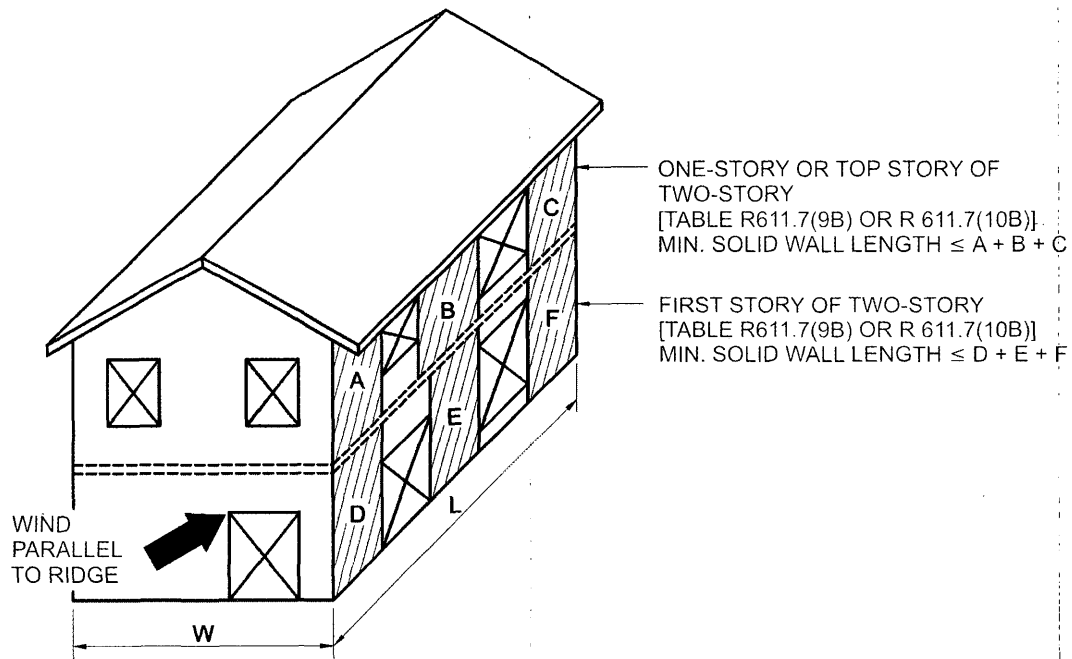 ONE-STORY OR TOP STORY OF
TWO-STORY
[TABLE R611.7(9B) OR R 611.7(10B)]
MIN. SOLID WALL LENGTH ≤ A + B + C
FIRST STORY OF TWO-STORY
[TABLE R611.7(9B) OR R 611.7(10B)]
MIN. SOLID WALL LENGTH ≤ D + E + F
C
B
F
A
E
D
L
WIND
PARALLEL
TO RIDGE
W